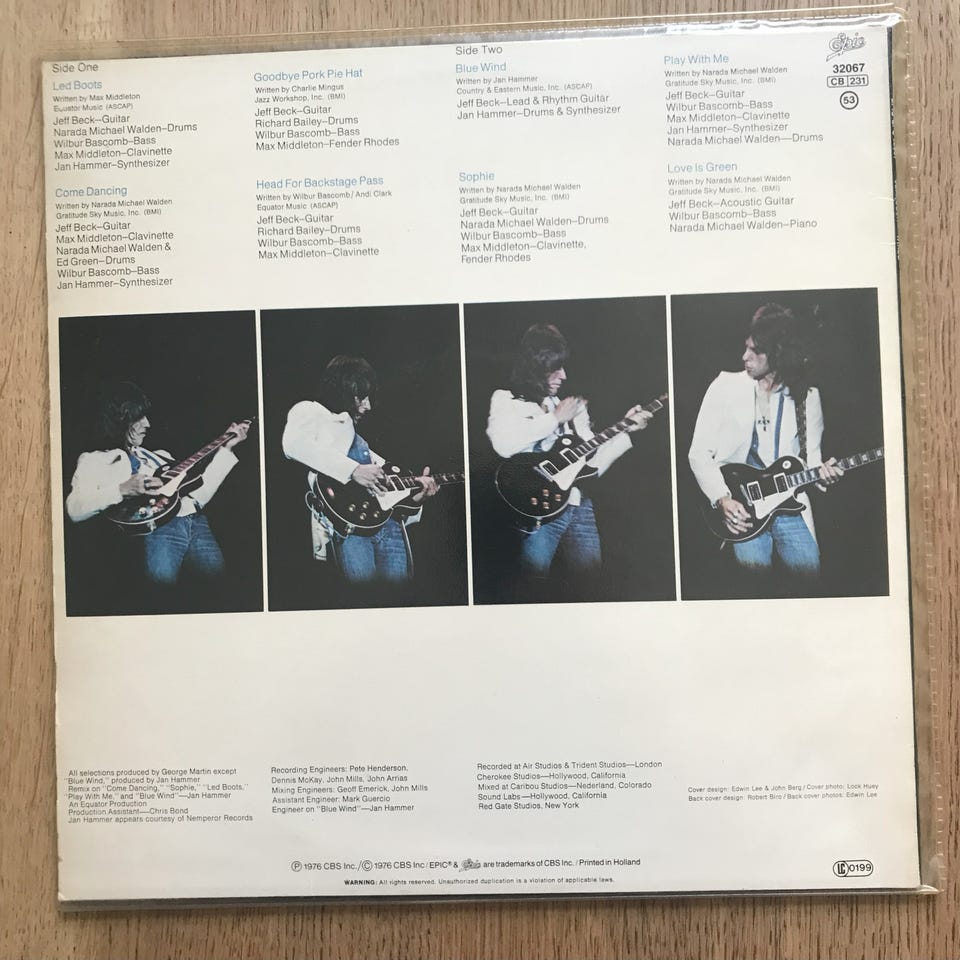 Side One
Led Boots
Written by Max Middleton
Equator Music (ASCAP)
Jeff Beck—Guitar
Narada Michael Walden—Drums
Wilbur Bascomb—Bass
Max Middleton—Clavinette
Jan Hammer—Synthesizer
Come Dancing
Written by Narada Michael Walden
Gratitude Sky Music, Inc. (BMI)
Jeff Beck—Guitar
Max Middleton—Clavinette
Narada Michael Walden &
Ed Green—Drums
Wilbur Bascomb—Bass
Jan Hammer—Synthesizer
Goodbye Pork Pie Hat
Written by Charlie Mingus
Jazz Workshop, Inc. (BMI)
Jeff Beck—Guitar
Richard Bailey—Drums
Wilbur Bascomb—Bass
Max Middleton—Fender Rhodes
Head For Backstage Pass
Written by Wilbur Bascomb/Andi Clark
Equator Music (ASCAP)
Jeff Beck—Guitar
Richard Bailey—Drums
Wilbur Bascomb—Bass
Max Middleton—Clavinette
Side Two
Blue Wind
Written by Jan Hammer
Country & Eastern Music, Inc. (ASCAP)
Jeff Beck—Lead & Rhythm Guitar
Jan Hammer—Drums & Synthesizer
Sophie
Written by Narada Michael Walden
Gratitude Sky Music, Inc. (BMI)
Jeff Beck—Guitar
Narada Michael Walden—Drums
Wilbur Bascomb—Bass
Max Middleton—Clavinette,
Fender Rhodes
Play With Me
Written by Narada Michael Walden
Gratitude Sky Music, Inc. (BMI)
Jeff Beck—Guitar
Wilbur Bascomb—Bass
Max Middleton—Clavinette
Jan Hammer—Synthesizer
Narada Michael Walden—Drums
Love Is Green
Written by Narada Michael Walden
Gratitude Sky Music, Inc. (BMI)
Jeff Beck—Acoustic Guitar
Wilbur Bascomb—Bass
Narada Michael Walden—Piano
Epic
32067
CB 231
53
All selections produced by George Martin except
"Blue Wind," produced by Jan Hammer
Remix on "Come Dancing," "Sophie," "Led Boots,"
"Play With Me," and "Blue Wind"—Jan Hammer
An Equator Production
Production Assistant—Chris Bond
Jan Hammer appears courtesy of Nemperor Records
Recording Engineers: Pete Henderson,
Dennis McKay, John Mills, John Arrias
Mixing Engineers: Geoff Emerick, John Mills
Assistant Engineer: Mark Guercio
Engineer on "Blue Wind"—Jan Hammer
Recorded at Air Studios & Trident Studios—London
Cherokee Studios—Hollywood, California
Mixed at Caribou Studios—Nederland, Colorado
Sound Labs—Hollywood, California
Red Gate Studios, New York
Cover design: Edwin Lee & John Berg/Cover photo: Lock Huey
Back cover design: Robert Biro/Back cover photos: Edwin Lee
Ⓟ 1976 CBS Inc./Ⓒ 1976 CBS Inc/EPIC® & Epic are trademarks of CBS Inc./Printed in Holland
WARNING: All rights reserved. Unauthorized duplication is a violation of applicable laws.
LC 0199